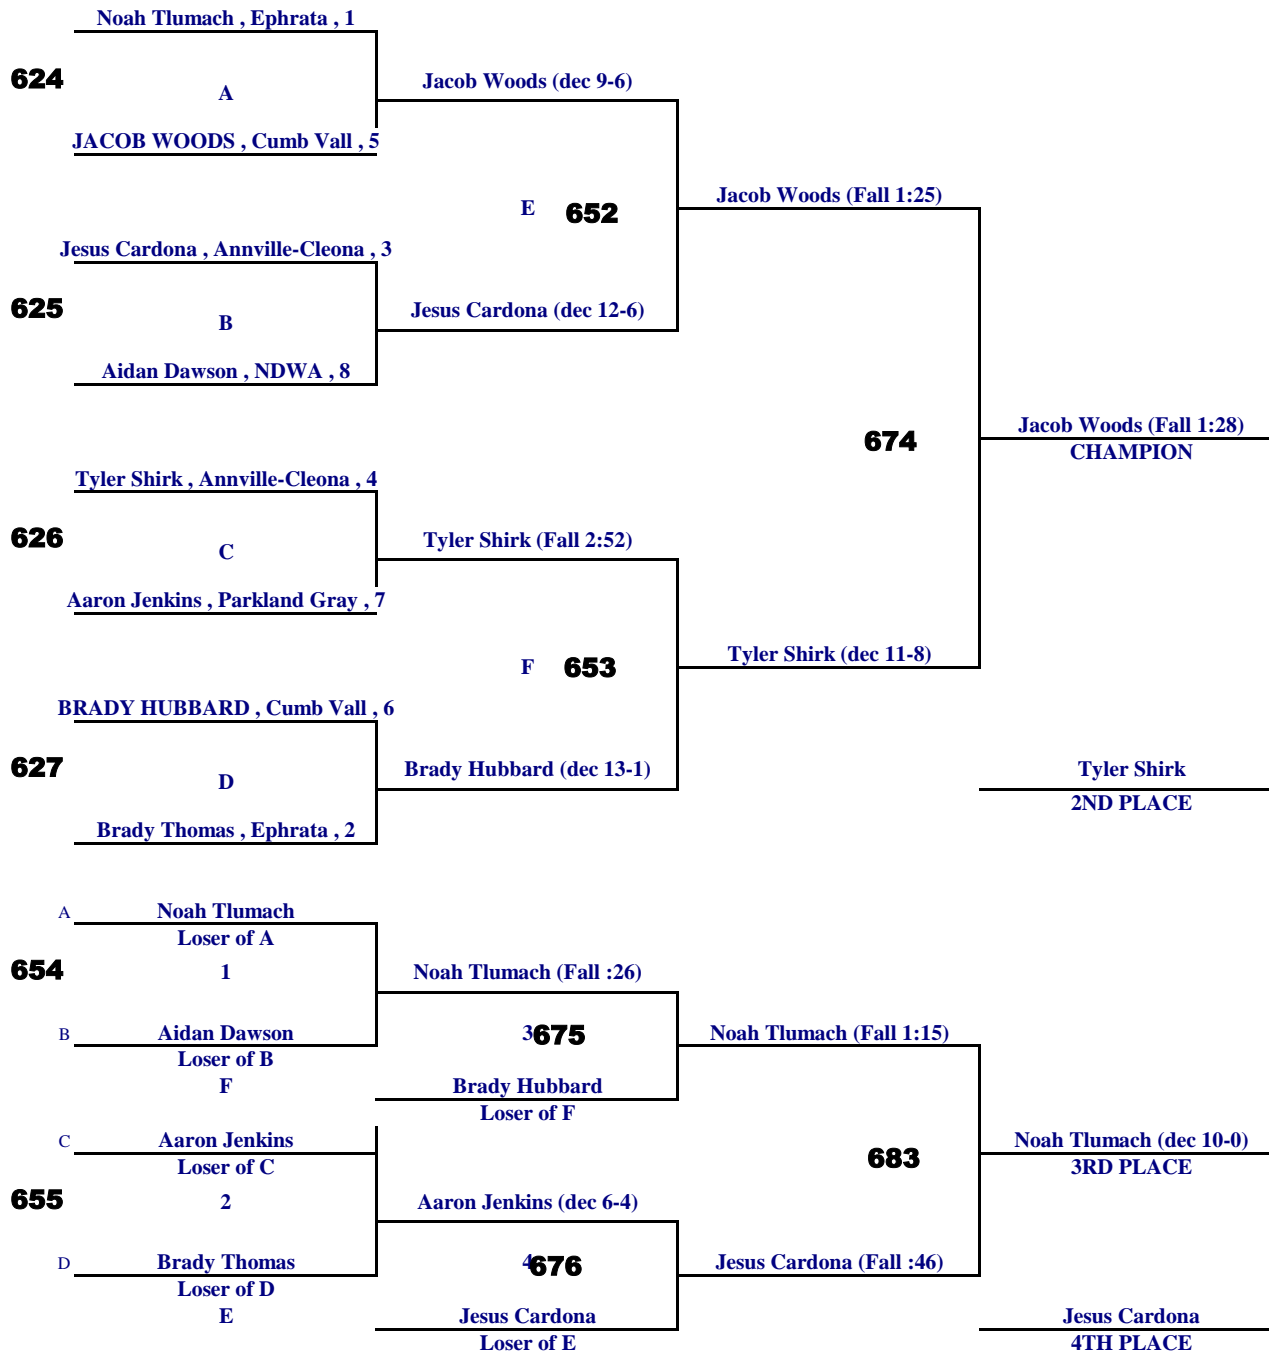 Noah Tlumach , Ephrata , 1
624
A
Jacob Woods (dec 9-6)
JACOB WOODS , Cumb Vall , 5
E
652
Jacob Woods (Fall 1:25)
Jesus Cardona , Annville-Cleona , 3
625
B
Jesus Cardona (dec 12-6)
Aidan Dawson , NDWA , 8
674
Jacob Woods (Fall 1:28)
CHAMPION
Tyler Shirk , Annville-Cleona , 4
626
C
Tyler Shirk (Fall 2:52)
Aaron Jenkins , Parkland Gray , 7
F
653
Tyler Shirk (dec 11-8)
BRADY HUBBARD , Cumb Vall , 6
627
D
Brady Hubbard (dec 13-1)
Tyler Shirk
2ND PLACE
Brady Thomas , Ephrata , 2
A
Noah Tlumach
Loser of A
654
1
Noah Tlumach (Fall :26)
B
Aidan Dawson
Loser of B
3
675
Noah Tlumach (Fall 1:15)
F
Brady Hubbard
Loser of F
C
Aaron Jenkins
Loser of C
683
Noah Tlumach (dec 10-0)
3RD PLACE
655
2
Aaron Jenkins (dec 6-4)
D
Brady Thomas
Loser of D
4
676
Jesus Cardona (Fall :46)
E
Jesus Cardona
Loser of E
Jesus Cardona
4TH PLACE